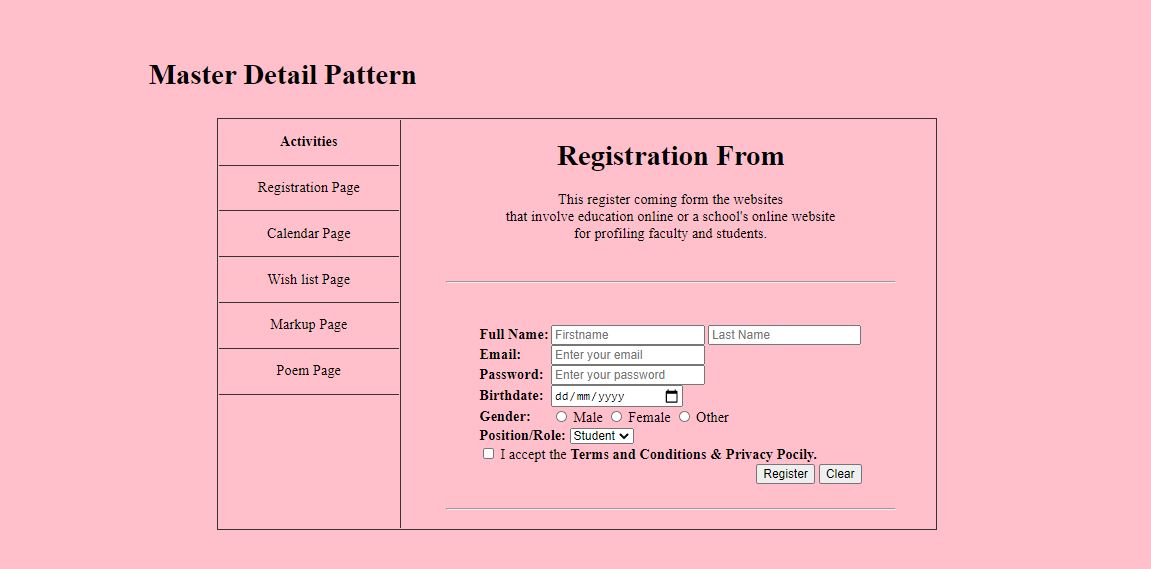 Master Detail Pattern
Activities
Registration Page
Calendar Page
Wish list Page
Markup Page
Poem Page
Registration From
This register coming form the websites
that involve education online or a school's online website
for profiling faculty and students.
Full Name: Firstname Last Name
Email: Enter your email
Password: Enter your password
Birthdate: dd/mm/yyyy
Gender: Male Female Other
Position/Role: Student
I accept the Terms and Conditions & Privacy Pocily.
Register Clear